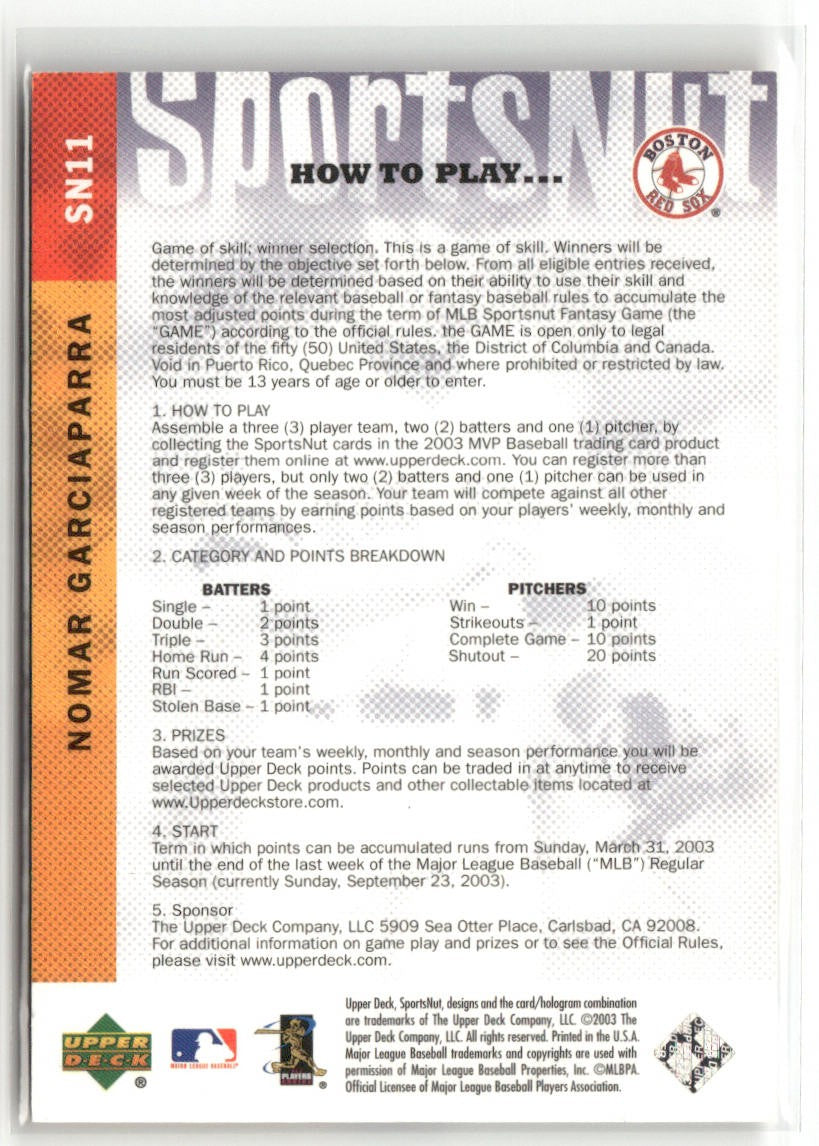 SportsNut
HOW TO PLAY...
BOSTON
RED SOX
®
SN11
NOMAR GARCIAPARRA
Game of skill; winner selection. This is a game of skill. Winners will be
determined by the objective set forth below. From all eligible entries received,
the winners will be determined based on their ability to use their skill and
knowledge of the relevant baseball or fantasy baseball rules to accumulate the
most adjusted points during the term of MLB Sportsnut Fantasy Game (the
"GAME") according to the official rules. the GAME is open only to legal
residents of the fifty (50) United States, the District of Columbia and Canada.
Void in Puerto Rico, Quebec Province and where prohibited or restricted by law.
You must be 13 years of age or older to enter.
1. HOW TO PLAY
Assemble a three (3) player team, two (2) batters and one (1) pitcher, by
collecting the SportsNut cards in the 2003 MVP Baseball trading card product
and register them online at www.upperdeck.com. You can register more than
three (3) players, but only two (2) batters and one (1) pitcher can be used in
any given week of the season. Your team will compete against all other
registered teams by earning points based on your players' weekly, monthly and
season performances.
2. CATEGORY AND POINTS BREAKDOWN
BATTERS
Single – 1 point
Double – 2 points
Triple – 3 points
Home Run – 4 points
Run Scored – 1 point
RBI – 1 point
Stolen Base – 1 point
PITCHERS
Win – 10 points
Strikeouts – 1 point
Complete Game – 10 points
Shutout – 20 points
3. PRIZES
Based on your team's weekly, monthly and season performance you will be
awarded Upper Deck points. Points can be traded in at anytime to receive
selected Upper Deck products and other collectable items located at
www.Upperdeckstore.com.
4. START
Term in which points can be accumulated runs from Sunday, March 31, 2003
until the end of the last week of the Major League Baseball ("MLB") Regular
Season (currently Sunday, September 23, 2003).
5. Sponsor
The Upper Deck Company, LLC 5909 Sea Otter Place, Carlsbad, CA 92008.
For additional information on game play and prizes or to see the Official Rules,
please visit www.upperdeck.com.
UPPER
DECK
®
MAJOR LEAGUE BASEBALL
PLAYERS
CHOICE
®
Upper Deck, SportsNut, designs and the card/hologram combination
are trademarks of The Upper Deck Company, LLC. ©2003 The
Upper Deck Company, LLC. All rights reserved. Printed in the U.S.A.
Major League Baseball trademarks and copyrights are used with
permission of Major League Baseball Properties, Inc. ©MLBPA.
Official Licensee of Major League Baseball Players Association.